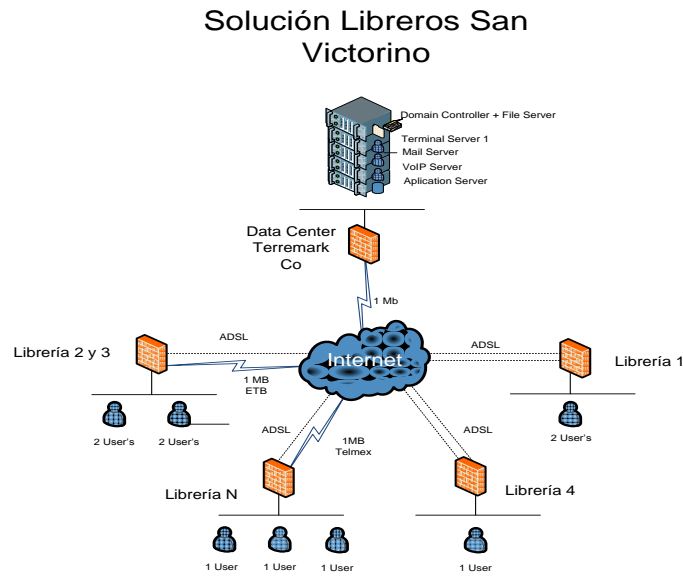 Solución Libreros San
Victorino
Domain Controller + File Server
Terminal Server 1
Mail Server
VoIP Server
Aplication Server
Data Center
Terremark
Co
1 Mb
ADSL
ADSL
Librería 2 y 3
Internet
Librería 1
1 MB
ETB
2 User's
2 User's
2 User's
ADSL
1MB
Telmex
ADSL
Librería N
Librería 4
1 User
1 User
1 User
1 User